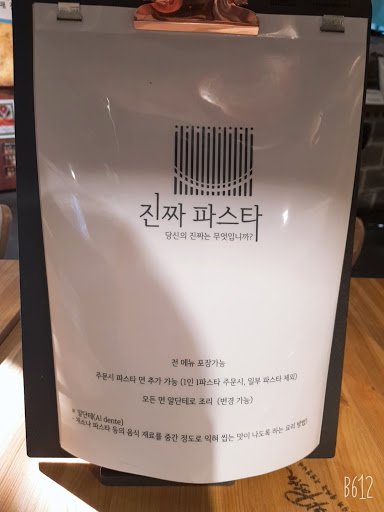 진짜 파스타
당신의 진짜는 무엇입니까?
전 메뉴 포장가능
주문시 파스타 면 추가 가능 (1인 1파스타 주문시, 일부 파스타 제외)
모든 면 알단테로 조리 (변경 가능)
* 알단테(Al dente)
- 채소나 파스타 등의 음식 재료를 중간 정도로 익혀 씹는 맛이 나도록 하는 요리 방법!
B612